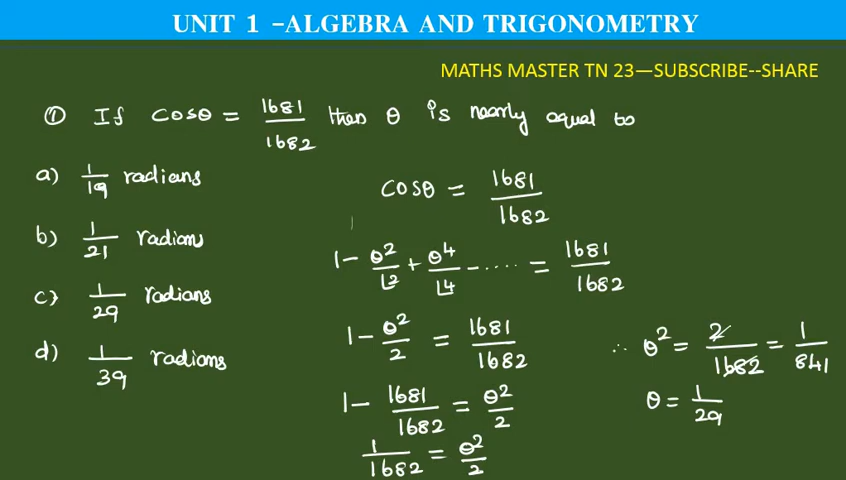 UNIT 1 -ALGEBRA AND TRIGONOMETRY
MATHS MASTER TN 23—SUBSCRIBE--SHARE
① If cosθ = 1681/1682 then θ is nearly equal to
a) 1/19 radians
b) 1/21 radians
c) 1/29 radians
d) 1/39 radians
cosθ = 1681/1682
1 - θ²/⌊2 + θ⁴/⌊4 - ..... = 1681/1682
1 - θ²/2 = 1681/1682
1 - 1681/1682 = θ²/2
1/1682 = θ²/2
∴ θ² = 2/1682 = 1/841
θ = 1/29